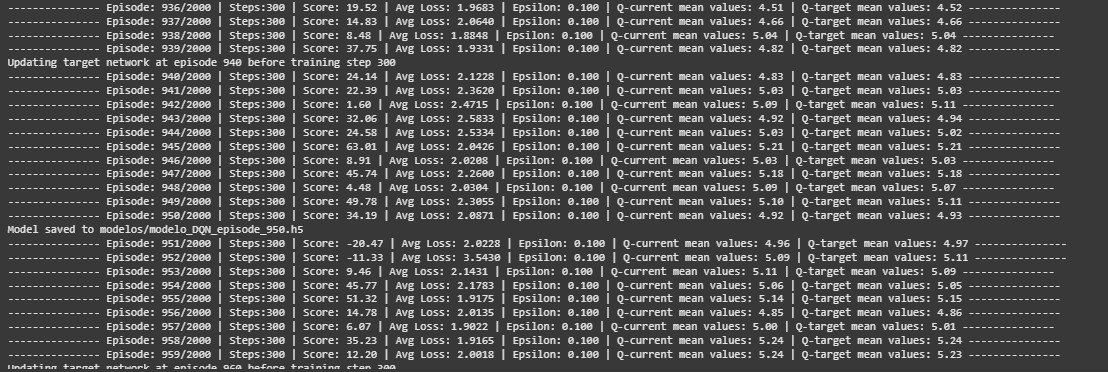 --------------- Episode: 936/2000 | Steps:300 | Score: 19.52 | Avg Loss: 1.9683 | Epsilon: 0.100 | Q-current mean values: 4.51 | Q-target mean values: 4.52 ---------------
--------------- Episode: 937/2000 | Steps:300 | Score: 14.83 | Avg Loss: 2.0640 | Epsilon: 0.100 | Q-current mean values: 4.66 | Q-target mean values: 4.66 ---------------
--------------- Episode: 938/2000 | Steps:300 | Score: 8.48 | Avg Loss: 1.8848 | Epsilon: 0.100 | Q-current mean values: 5.04 | Q-target mean values: 5.04 ---------------
--------------- Episode: 939/2000 | Steps:300 | Score: 37.75 | Avg Loss: 1.9331 | Epsilon: 0.100 | Q-current mean values: 4.82 | Q-target mean values: 4.82 ---------------
Updating target network at episode 940 before training step 300
--------------- Episode: 940/2000 | Steps:300 | Score: 24.14 | Avg Loss: 2.1228 | Epsilon: 0.100 | Q-current mean values: 4.83 | Q-target mean values: 4.83 ---------------
--------------- Episode: 941/2000 | Steps:300 | Score: 22.39 | Avg Loss: 2.3620 | Epsilon: 0.100 | Q-current mean values: 5.03 | Q-target mean values: 5.03 ---------------
--------------- Episode: 942/2000 | Steps:300 | Score: 1.60 | Avg Loss: 2.4715 | Epsilon: 0.100 | Q-current mean values: 5.09 | Q-target mean values: 5.11 ---------------
--------------- Episode: 943/2000 | Steps:300 | Score: 32.06 | Avg Loss: 2.5833 | Epsilon: 0.100 | Q-current mean values: 4.92 | Q-target mean values: 4.94 ---------------
--------------- Episode: 944/2000 | Steps:300 | Score: 24.58 | Avg Loss: 2.5334 | Epsilon: 0.100 | Q-current mean values: 5.03 | Q-target mean values: 5.02 ---------------
--------------- Episode: 945/2000 | Steps:300 | Score: 63.01 | Avg Loss: 2.0426 | Epsilon: 0.100 | Q-current mean values: 5.21 | Q-target mean values: 5.21 ---------------
--------------- Episode: 946/2000 | Steps:300 | Score: 8.91 | Avg Loss: 2.0208 | Epsilon: 0.100 | Q-current mean values: 5.03 | Q-target mean values: 5.03 ---------------
--------------- Episode: 947/2000 | Steps:300 | Score: 45.74 | Avg Loss: 2.2600 | Epsilon: 0.100 | Q-current mean values: 5.18 | Q-target mean values: 5.18 ---------------
--------------- Episode: 948/2000 | Steps:300 | Score: 4.48 | Avg Loss: 2.0304 | Epsilon: 0.100 | Q-current mean values: 5.09 | Q-target mean values: 5.07 ---------------
--------------- Episode: 949/2000 | Steps:300 | Score: 49.78 | Avg Loss: 2.3055 | Epsilon: 0.100 | Q-current mean values: 5.10 | Q-target mean values: 5.11 ---------------
--------------- Episode: 950/2000 | Steps:300 | Score: 34.19 | Avg Loss: 2.0871 | Epsilon: 0.100 | Q-current mean values: 4.92 | Q-target mean values: 4.93 ---------------
Model saved to modelos/modelo_DQN_episode_950.h5
--------------- Episode: 951/2000 | Steps:300 | Score: -20.47 | Avg Loss: 2.0228 | Epsilon: 0.100 | Q-current mean values: 4.96 | Q-target mean values: 4.97 ---------------
--------------- Episode: 952/2000 | Steps:300 | Score: -11.33 | Avg Loss: 3.5430 | Epsilon: 0.100 | Q-current mean values: 5.09 | Q-target mean values: 5.11 ---------------
--------------- Episode: 953/2000 | Steps:300 | Score: 9.46 | Avg Loss: 2.1431 | Epsilon: 0.100 | Q-current mean values: 5.11 | Q-target mean values: 5.09 ---------------
--------------- Episode: 954/2000 | Steps:300 | Score: 45.77 | Avg Loss: 2.1783 | Epsilon: 0.100 | Q-current mean values: 5.06 | Q-target mean values: 5.05 ---------------
--------------- Episode: 955/2000 | Steps:300 | Score: 51.32 | Avg Loss: 1.9175 | Epsilon: 0.100 | Q-current mean values: 5.14 | Q-target mean values: 5.15 ---------------
--------------- Episode: 956/2000 | Steps:300 | Score: 14.78 | Avg Loss: 2.0135 | Epsilon: 0.100 | Q-current mean values: 4.85 | Q-target mean values: 4.86 ---------------
--------------- Episode: 957/2000 | Steps:300 | Score: 6.07 | Avg Loss: 1.9022 | Epsilon: 0.100 | Q-current mean values: 5.00 | Q-target mean values: 5.01 ---------------
--------------- Episode: 958/2000 | Steps:300 | Score: 35.23 | Avg Loss: 1.9165 | Epsilon: 0.100 | Q-current mean values: 5.24 | Q-target mean values: 5.24 ---------------
--------------- Episode: 959/2000 | Steps:300 | Score: 12.20 | Avg Loss: 2.0018 | Epsilon: 0.100 | Q-current mean values: 5.24 | Q-target mean values: 5.23 ---------------
Updating target network at episode 960 before training step 300